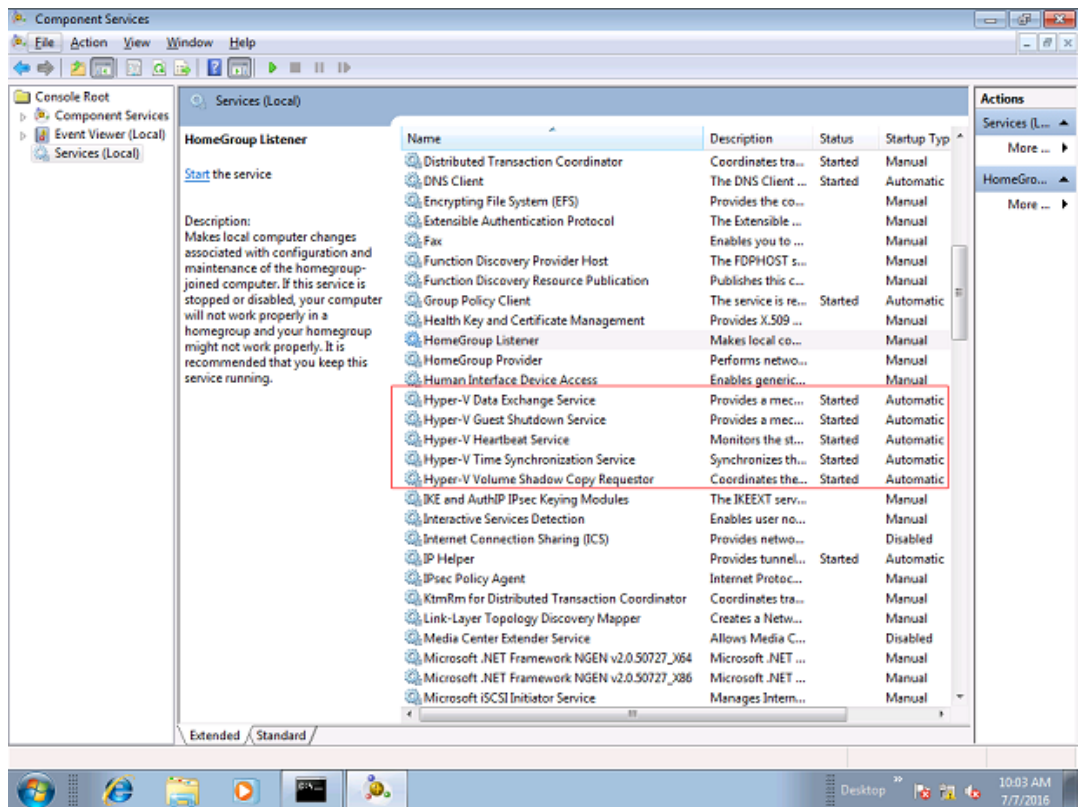 Component Services
File Action View Window Help
Console Root
Component Services
Event Viewer (Local)
Services (Local)
Services (Local)
HomeGroup Listener
Start the service
Description:
Makes local computer changes
associated with configuration and
maintenance of the homegroup-
joined computer. If this service is
stopped or disabled, your computer
will not work properly in a
homegroup and your homegroup
might not work properly. It is
recommended that you keep this
service running.
Name Description Status Startup Typ
Distributed Transaction Coordinator Coordinates tra... Started Manual
DNS Client The DNS Client ... Started Automatic
Encrypting File System (EFS) Provides the co... Manual
Extensible Authentication Protocol The Extensible ... Manual
Fax Enables you to ... Manual
Function Discovery Provider Host The FDPHOST s... Manual
Function Discovery Resource Publication Publishes this c... Manual
Group Policy Client The service is re... Started Automatic
Health Key and Certificate Management Provides X.509 ... Manual
HomeGroup Listener Makes local co... Manual
HomeGroup Provider Performs netwo... Manual
Human Interface Device Access Enables generic... Manual
Hyper-V Data Exchange Service Provides a mec... Started Automatic
Hyper-V Guest Shutdown Service Provides a mec... Started Automatic
Hyper-V Heartbeat Service Monitors the st... Started Automatic
Hyper-V Time Synchronization Service Synchronizes th... Started Automatic
Hyper-V Volume Shadow Copy Requestor Coordinates the... Started Automatic
IKE and AuthIP IPsec Keying Modules The IKEEXT serv... Manual
Interactive Services Detection Enables user no... Manual
Internet Connection Sharing (ICS) Provides netwo... Disabled
IP Helper Provides tunnel... Started Automatic
IPsec Policy Agent Internet Protoc... Manual
KtmRm for Distributed Transaction Coordinator Coordinates tra... Manual
Link-Layer Topology Discovery Mapper Creates a Netw... Manual
Media Center Extender Service Allows Media C... Disabled
Microsoft .NET Framework NGEN v2.0.50727_X64 Microsoft .NET ... Manual
Microsoft .NET Framework NGEN v2.0.50727_X86 Microsoft .NET ... Manual
Microsoft iSCSI Initiator Service Manages Intern... Manual
Extended Standard
Actions
Services (L...
More ...
HomeGro...
More ...
Desktop
10:03 AM
7/7/2016